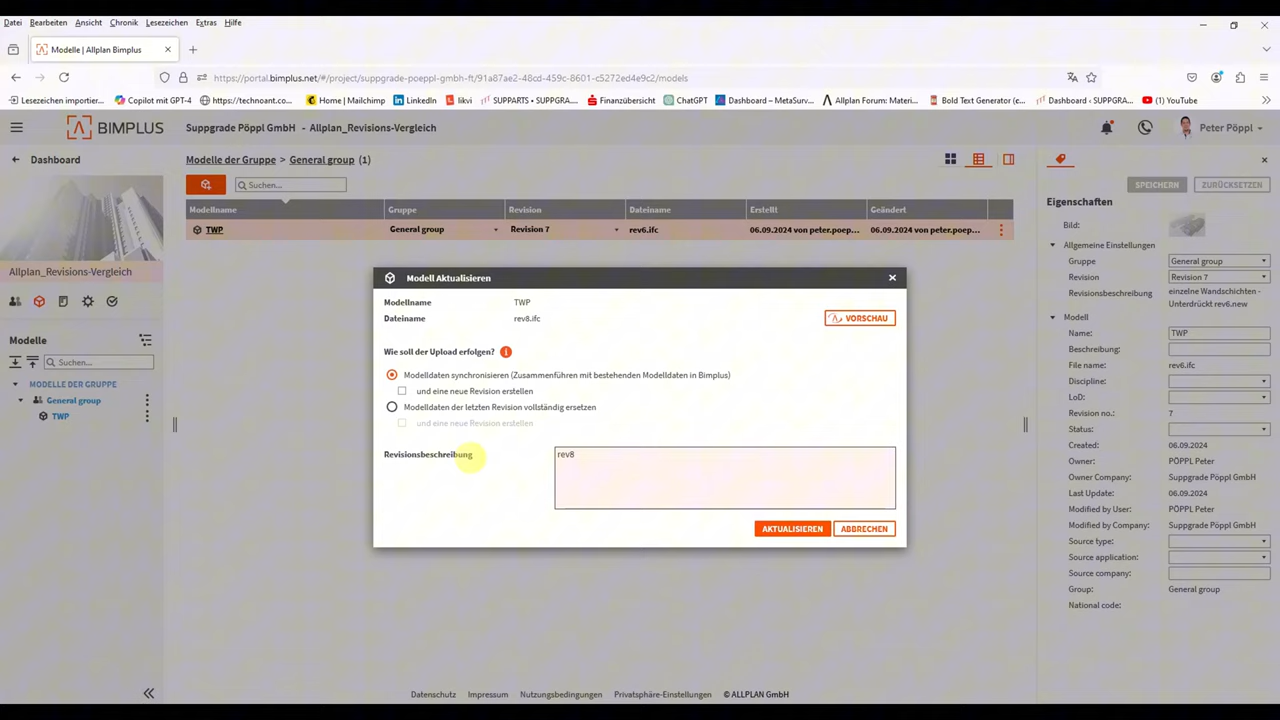 Datei Bearbeiten Ansicht Chronik Lesezeichen Extras Hilfe
Modelle | Allplan Bimplus
https://portal.bimplus.net/#/project/suppgrade-poeppl-gmbh-ft/91a87ae2-48cd-459c-8601-c5272ed4e9c2/models
Lesezeichen importier... Copilot mit GPT-4 https://technoant.co... Home | Mailchimp LinkedIn likvi SUPPARTS – SUPPGRA... Finanzübersicht ChatGPT Dashboard – MetaSurv... Allplan Forum: Materi... Bold Text Generator (e... Dashboard ‹ SUPPGRA... (1) YouTube
BIMPLUS Suppgrade Pöppl GmbH - Allplan_Revisions-Vergleich Peter Pöppl
Dashboard
Modelle der Gruppe > General group (1)
Suchen...
SPEICHERN ZURÜCKSETZEN
Modellname Gruppe Revision Dateiname Erstellt Geändert
TWP General group Revision 7 rev6.ifc 06.09.2024 von peter.poep... 06.09.2024 von peter.poep...
Allplan_Revisions-Vergleich
Modelle
Suchen...
MODELLE DER GRUPPE
General group
TWP
Modell Aktualisieren
Modellname TWP
Dateiname rev8.ifc
VORSCHAU
Wie soll der Upload erfolgen?
Modelldaten synchronisieren (Zusammenführen mit bestehenden Modelldaten in Bimplus)
und eine neue Revision erstellen
Modelldaten der letzten Revision vollständig ersetzen
und eine neue Revision erstellen
Revisionsbeschreibung rev8
AKTUALISIEREN ABBRECHEN
Eigenschaften
Bild:
Allgemeine Einstellungen
Gruppe General group
Revision Revision 7
Revisionsbeschreibung einzelne Wandschichten -
Unterdrückt rev6.new
Modell
Name: TWP
Beschreibung:
File name: rev6.ifc
Discipline:
LoD:
Revision no.: 7
Status:
Created: 06.09.2024
Owner: PÖPPL Peter
Owner Company: Suppgrade Pöppl GmbH
Last Update: 06.09.2024
Modified by User: PÖPPL Peter
Modified by Company: Suppgrade Pöppl GmbH
Source type:
Source application:
Source company:
Group: General group
National code:
Datenschutz Impressum Nutzungsbedingungen Privatsphäre-Einstellungen © ALLPLAN GmbH